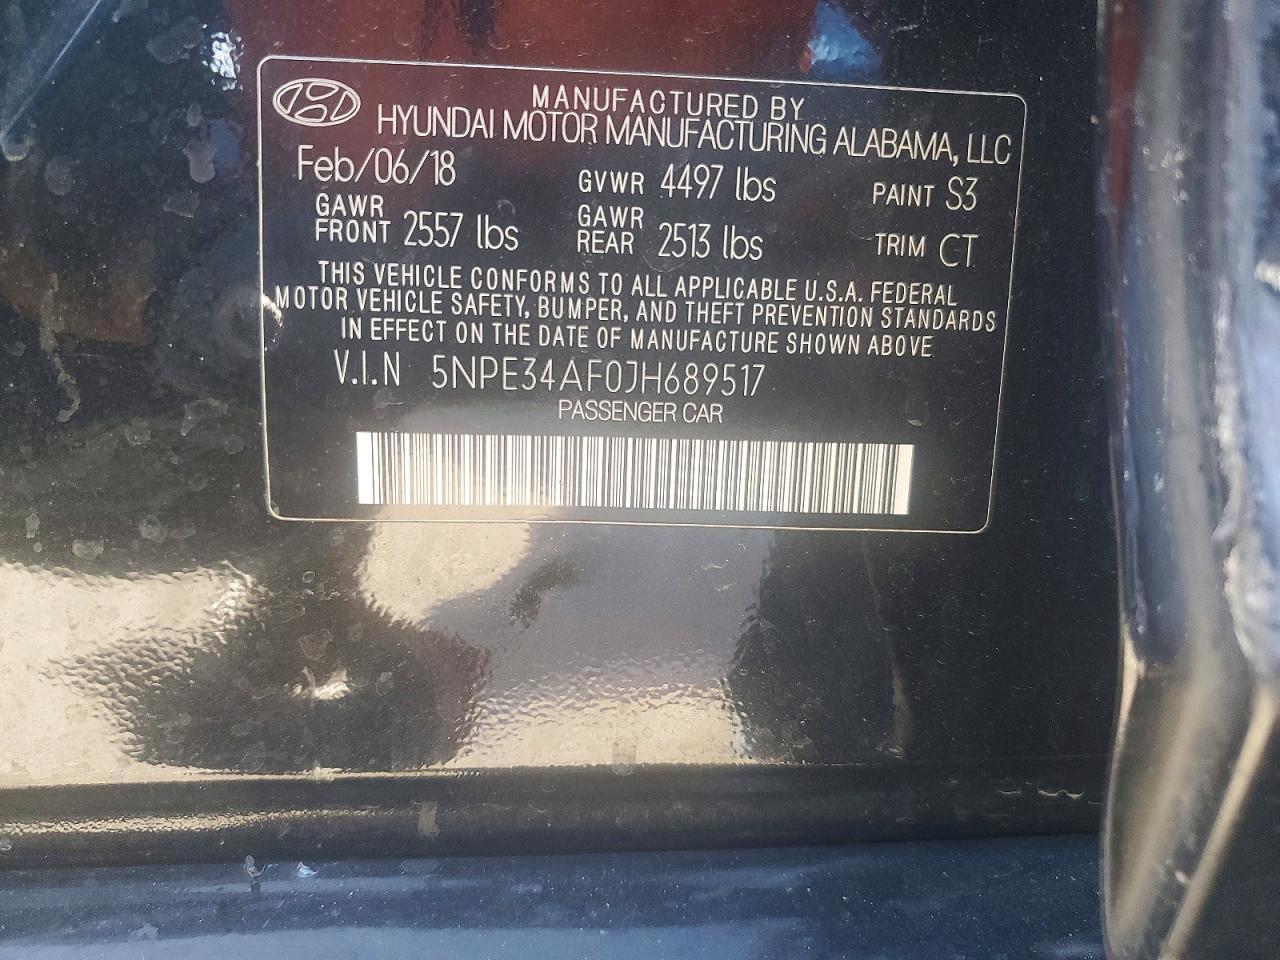 MANUFACTURED BY
HYUNDAI MOTOR MANUFACTURING ALABAMA, LLC
Feb/06/18 GVWR 4497 lbs PAINT S3
GAWR FRONT 2557 lbs GAWR REAR 2513 lbs TRIM CT
THIS VEHICLE CONFORMS TO ALL APPLICABLE U.S.A. FEDERAL
MOTOR VEHICLE SAFETY, BUMPER, AND THEFT PREVENTION STANDARDS
IN EFFECT ON THE DATE OF MANUFACTURE SHOWN ABOVE
V.I.N 5NPE34AF0JH689517
PASSENGER CAR